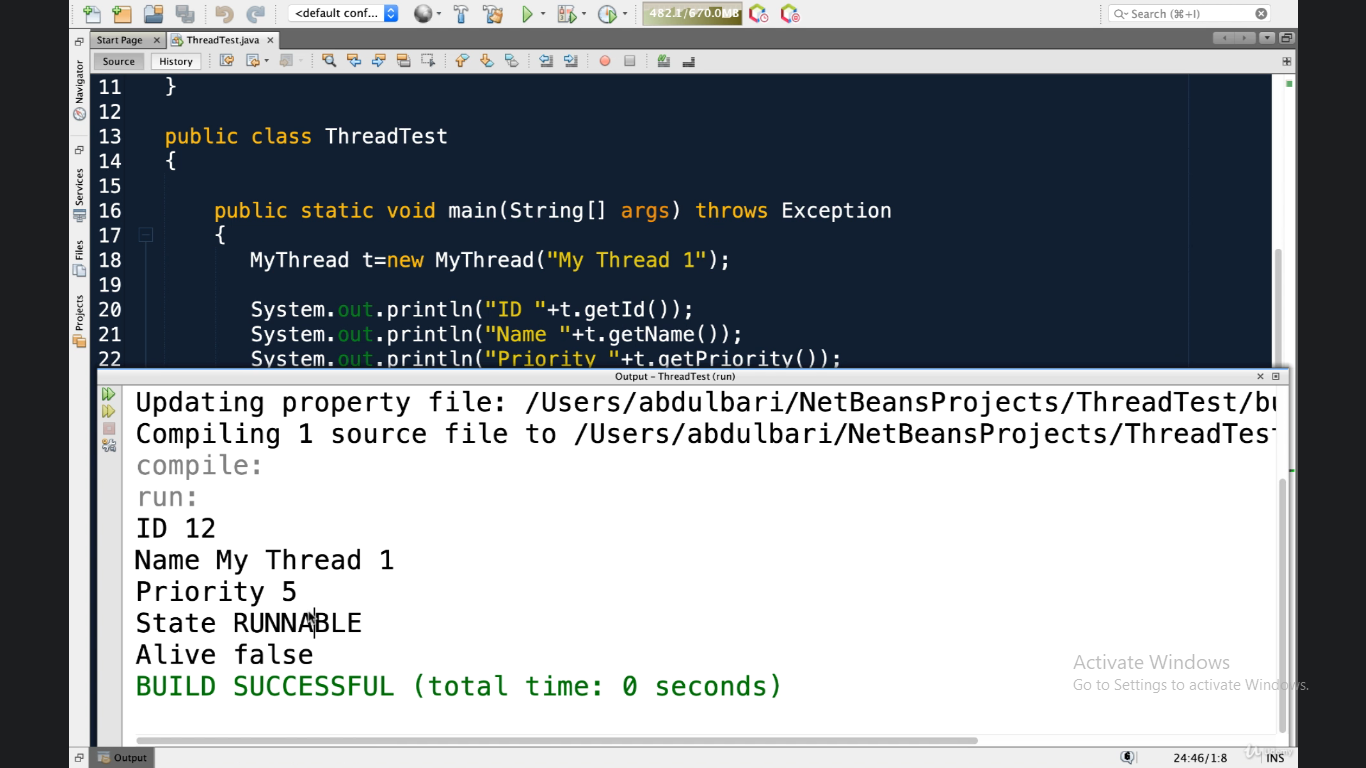 <default conf...
482.1/670.0MB
Search (⌘+I)
Start Page
ThreadTest.java
Source
History
Navigator
Services
Files
Projects
11 }
12
13 public class ThreadTest
14 {
15
16 public static void main(String[] args) throws Exception
17 {
18 MyThread t=new MyThread("My Thread 1");
19
20 System.out.println("ID "+t.getId());
21 System.out.println("Name "+t.getName());
22 System.out.println("Priority "+t.getPriority());
Output - ThreadTest (run)
Updating property file: /Users/abdulbari/NetBeansProjects/ThreadTest/bu
Compiling 1 source file to /Users/abdulbari/NetBeansProjects/ThreadTest
compile:
run:
ID 12
Name My Thread 1
Priority 5
State RUNNABLE
Alive false
BUILD SUCCESSFUL (total time: 0 seconds)
Activate Windows
Go to Settings to activate Windows.
Output
24:46/1:8
INS